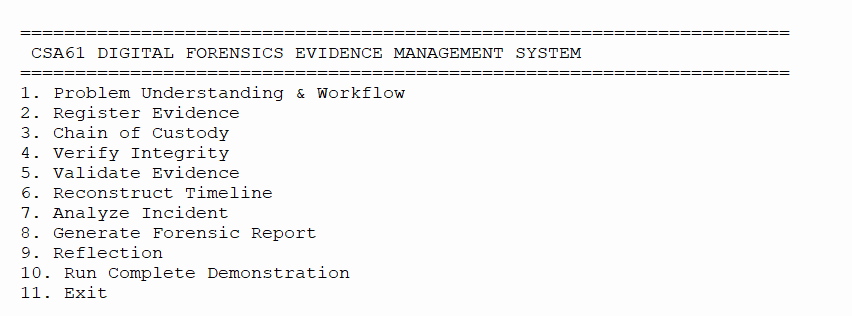 ======================================================================
CSA61 DIGITAL FORENSICS EVIDENCE MANAGEMENT SYSTEM
======================================================================
1. Problem Understanding & Workflow
2. Register Evidence
3. Chain of Custody
4. Verify Integrity
5. Validate Evidence
6. Reconstruct Timeline
7. Analyze Incident
8. Generate Forensic Report
9. Reflection
10. Run Complete Demonstration
11. Exit